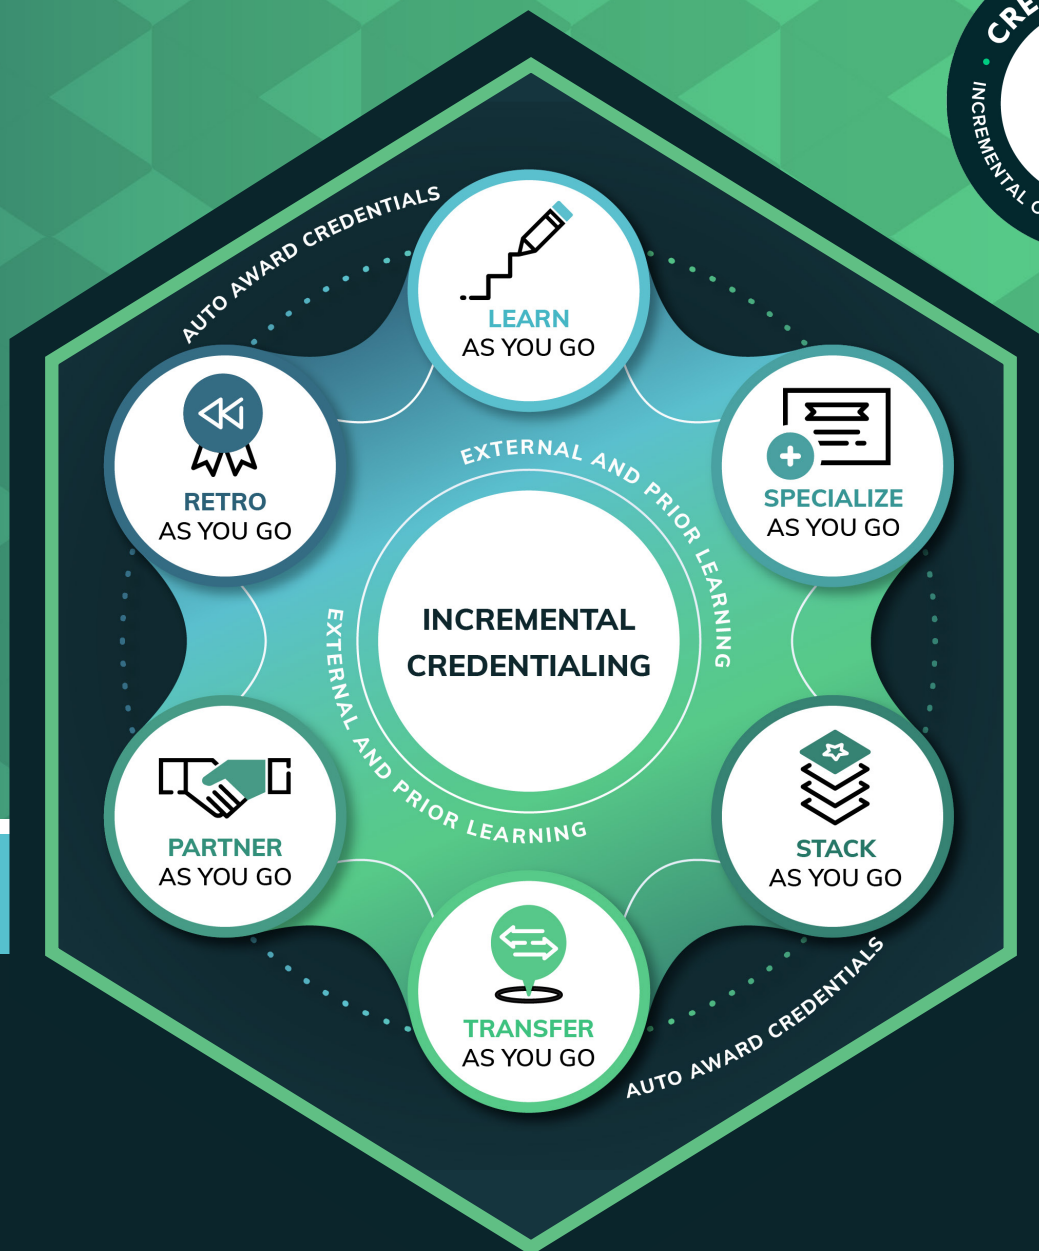 CRE
INCREMENTAL
AUTO AWARD CREDENTIALS
LEARN
AS YOU GO
RETRO
AS YOU GO
SPECIALIZE
AS YOU GO
EXTERNAL AND PRIOR LEARNING
INCREMENTAL
CREDENTIALING
EXTERNAL AND PRIOR LEARNING
PARTNER
AS YOU GO
STACK
AS YOU GO
TRANSFER
AS YOU GO
AUTO AWARD CREDENTIALS